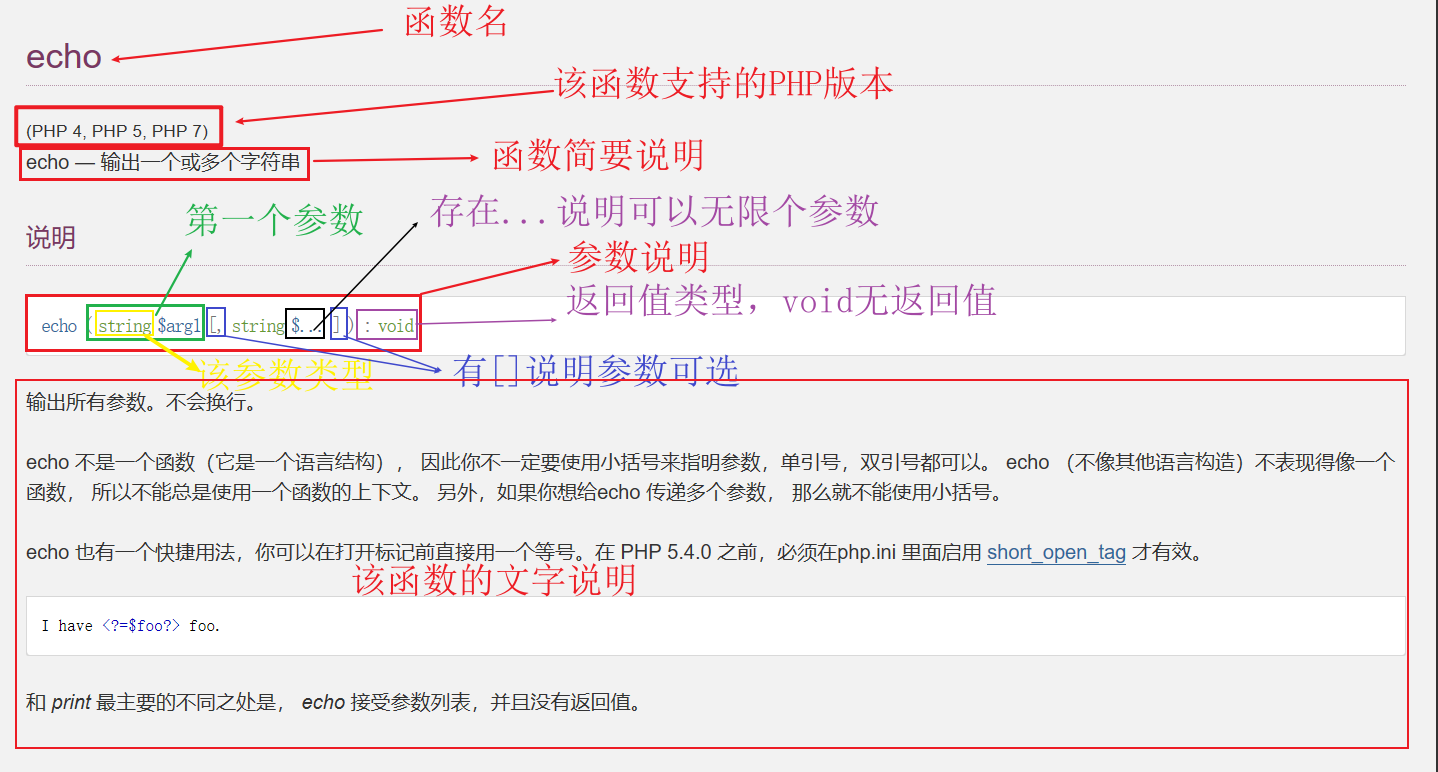 函数名
echo
该函数支持的PHP版本
(PHP 4, PHP 5, PHP 7)
echo — 输出一个或多个字符串
函数简要说明
第一个参数
存在...说明可以无限个参数
说明
参数说明
返回值类型，void无返回值
echo ( string $arg1 [, string $... ] ) : void
该参数类型
有[]说明参数可选
输出所有参数。不会换行。
echo 不是一个函数（它是一个语言结构）， 因此你不一定要使用小括号来指明参数，单引号，双引号都可以。 echo （不像其他语言构造）不表现得像一个
函数， 所以不能总是使用一个函数的上下文。 另外，如果你想给echo 传递多个参数， 那么就不能使用小括号。
echo 也有一个快捷用法，你可以在打开标记前直接用一个等号。在 PHP 5.4.0 之前，必须在php.ini 里面启用 short_open_tag 才有效。
该函数的文字说明
I have <?=$foo?> foo.
和 print 最主要的不同之处是， echo 接受参数列表，并且没有返回值。